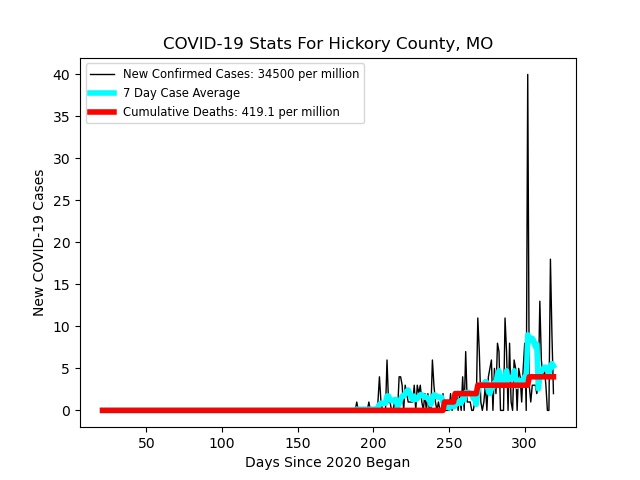 COVID-19 Stats For Hickory County, MO
New Confirmed Cases: 34500 per million
7 Day Case Average
Cumulative Deaths: 419.1 per million
New COVID-19 Cases
40
35
30
25
20
15
10
5
0
50 100 150 200 250 300
Days Since 2020 Began